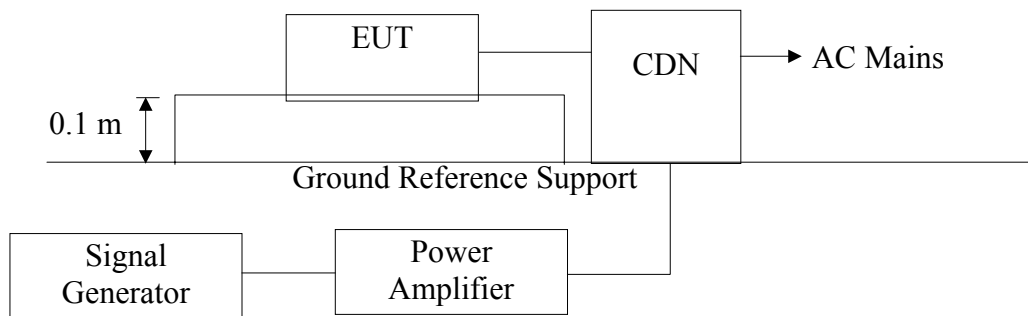 EUT
CDN
AC Mains
0.1 m
Ground Reference Support
Signal
Generator
Power
Amplifier